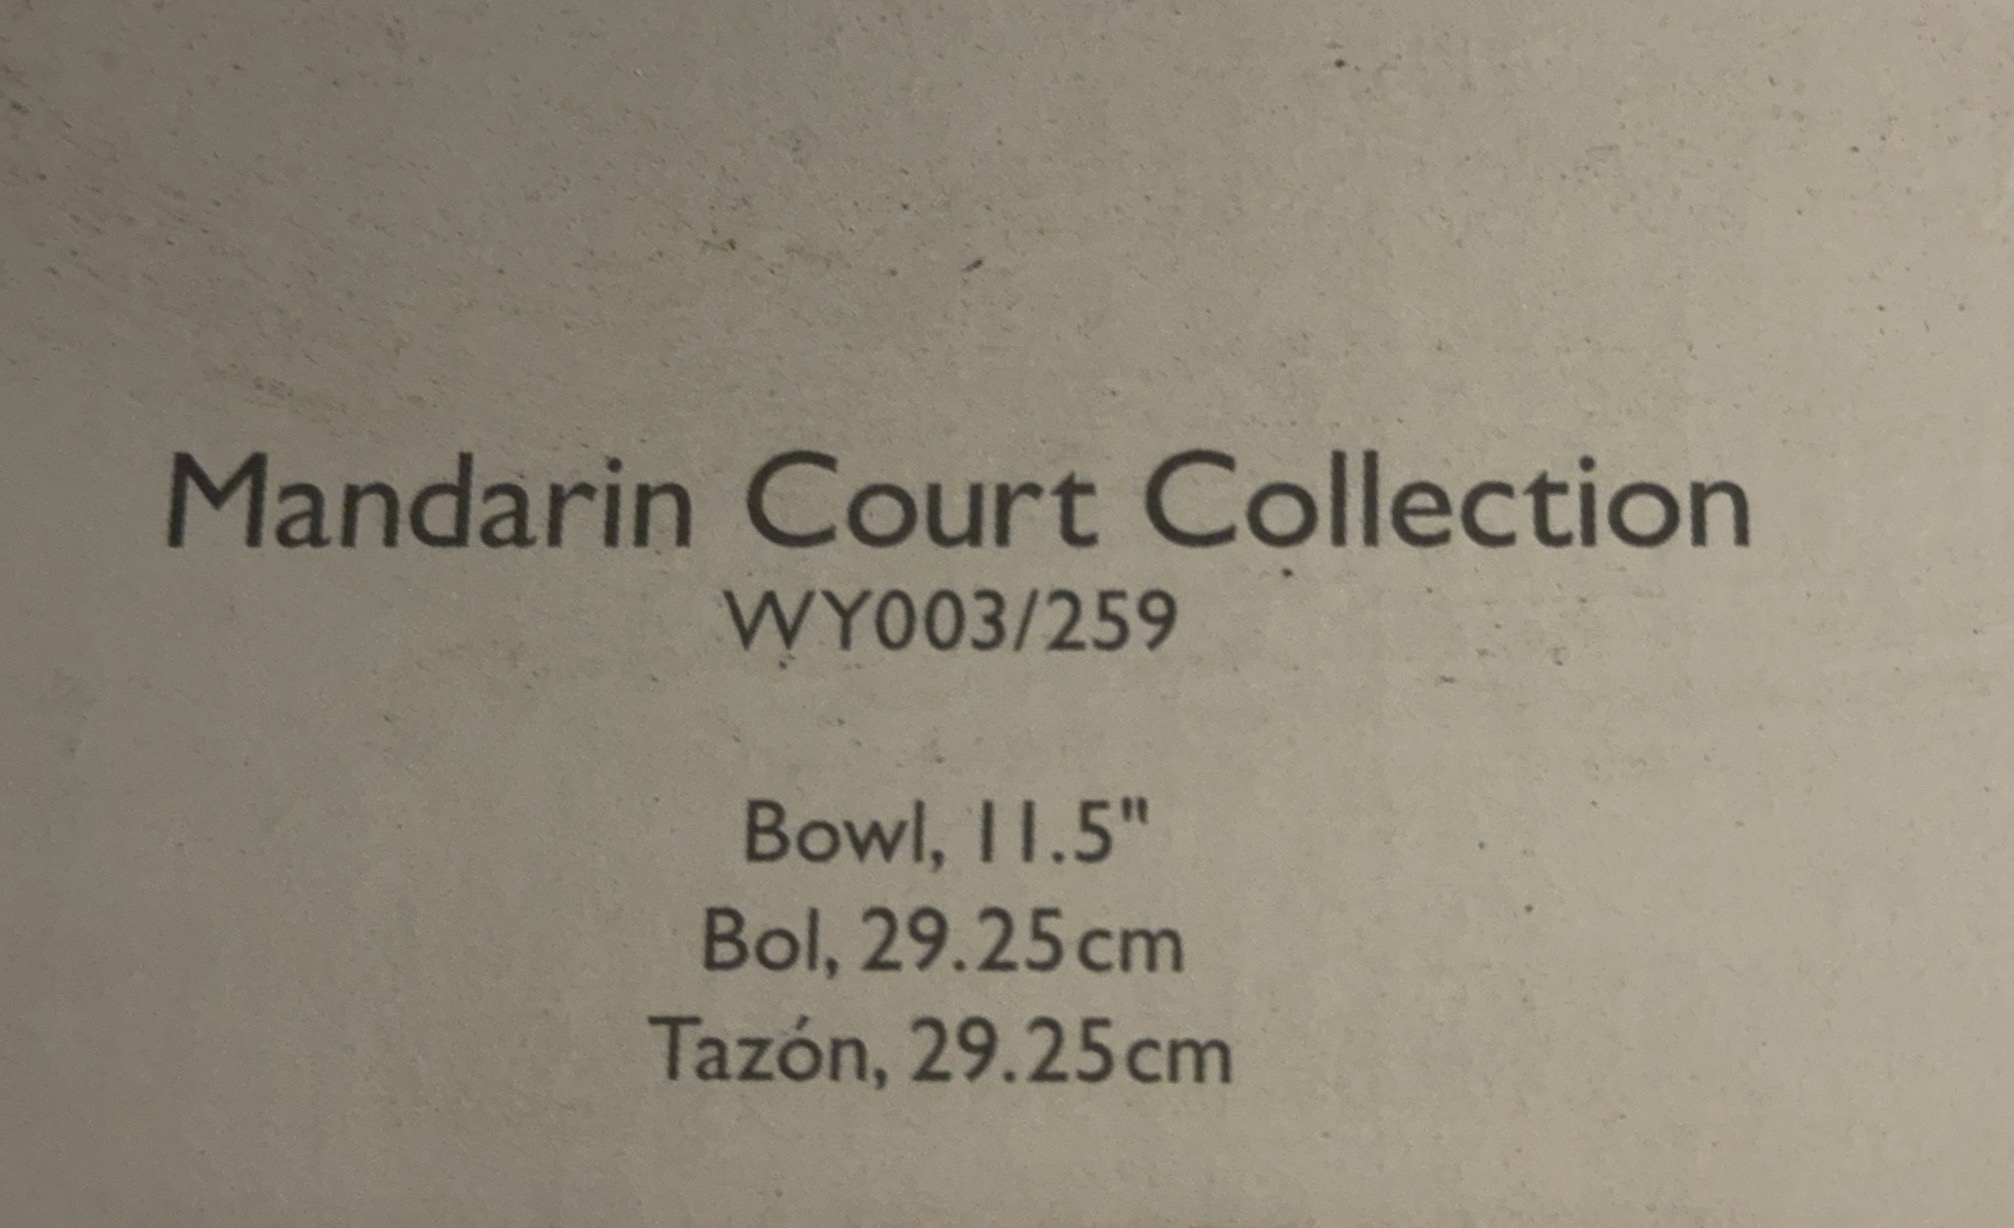 Mandarin Court Collection
WY003/259
Bowl, 11.5"
Bol, 29.25cm
Tazón, 29.25cm